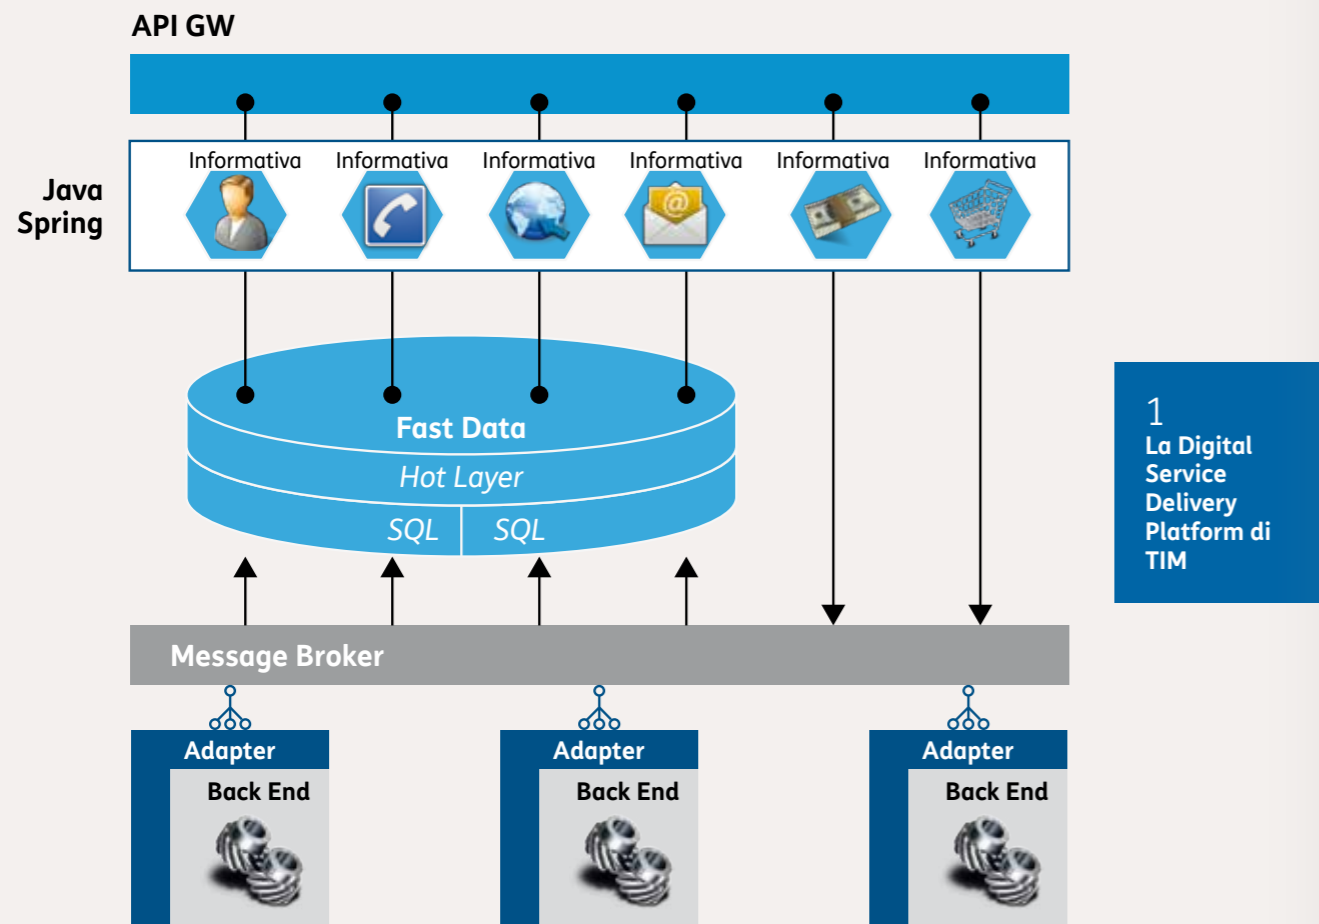 API GW
Informativa
Informativa
Informativa
Informativa
Informativa
Informativa
Java
Spring
Fast Data
Hot Layer
SQL
SQL
1
La Digital
Service
Delivery
Platform di
TIM
Message Broker
Adapter
Adapter
Adapter
Back End
Back End
Back End